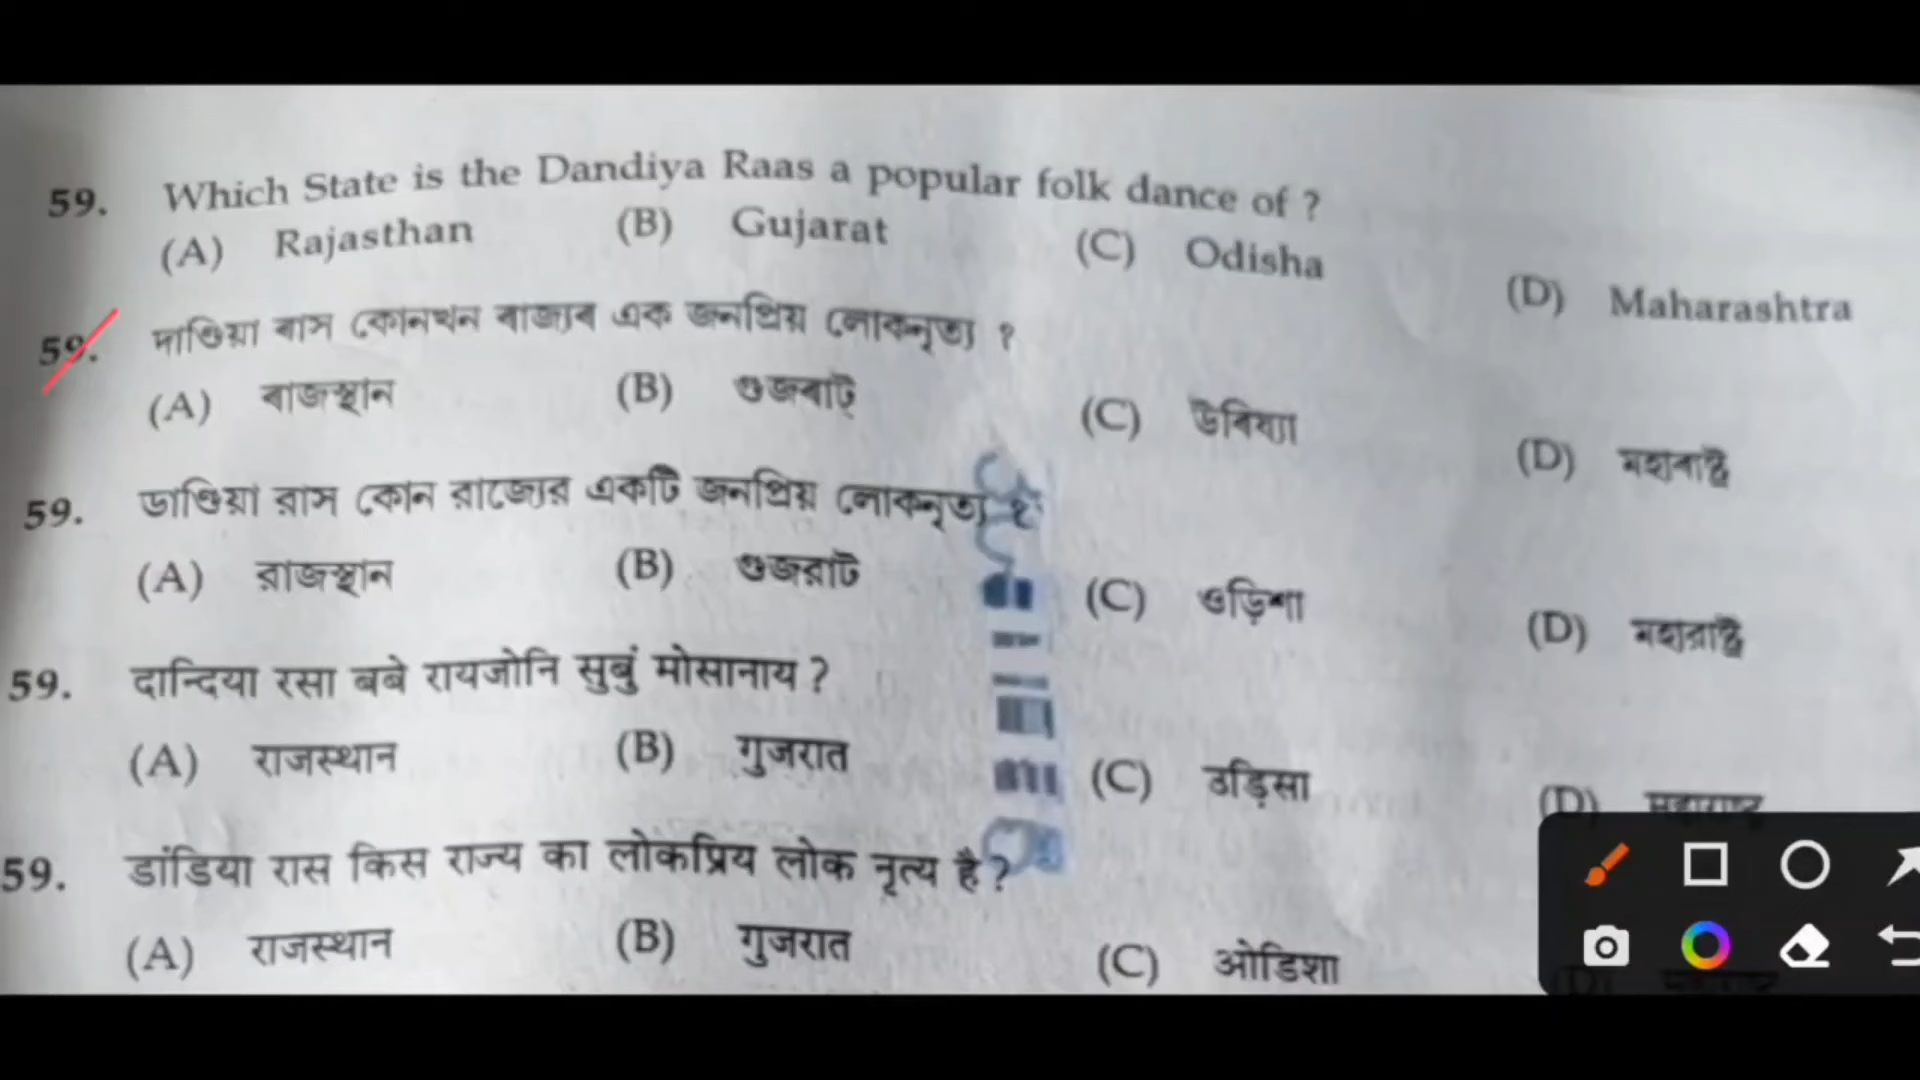 59. Which State is the Dandiya Raas a popular folk dance of ?
(A) Rajasthan (B) Gujarat (C) Odisha (D) Maharashtra
59. দাণ্ডিয়া ৰাস কোনখন ৰাজ্যৰ এক জনপ্ৰিয় লোকনৃত্য ?
(A) ৰাজস্থান (B) গুজৰাট্ (C) উৰিষ্যা (D) মহাৰাষ্ট্ৰ
59. ডাণ্ডিয়া রাস কোন রাজ্যের একটি জনপ্রিয় লোকনৃত্য ?
(A) রাজস্থান (B) গুজরাট (C) ওড়িশা (D) মহারাষ্ট্র
59. दान्दिया रसा बबे रायजोनि सुबुं मोसानाय ?
(A) राजस्थान (B) गुजरात (C) उड़िसा (D)
59. डांडिया रास किस राज्य का लोकप्रिय लोक नृत्य है ?
(A) राजस्थान (B) गुजरात (C) ओडिशा